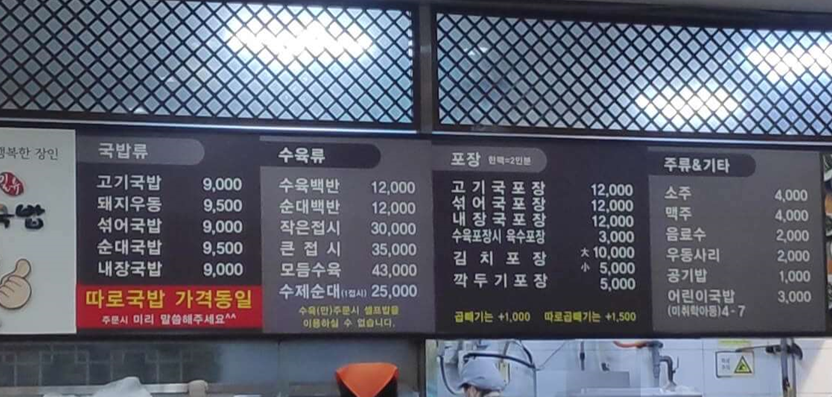 행복한 장인
국밥
국밥류
고기국밥 9,000
돼지우동 9,500
섞어국밥 9,000
순대국밥 9,500
내장국밥 9,000
따로국밥 가격동일
주문시 미리 말씀해주세요^^
수육류
수육백반 12,000
순대백반 12,000
작은접시 30,000
큰 접 시 35,000
모듬수육 43,000
수제순대(1접시) 25,000
수육(만)주문시 셀프밥을
이용하실 수 없습니다.
포장 한팩=2인분
고 기 국 포 장 12,000
섞 어 국 포 장 12,000
내 장 국 포 장 12,000
수육포장시 육수포장 3,000
김 치 포 장 大 10,000
小 5,000
깍 두 기 포 장 5,000
곱빼기는 +1,000 따로곱빼기는 +1,500
주류&기타
소주 4,000
맥주 4,000
음료수 2,000
우동사리 2,000
공기밥 1,000
어린이국밥 3,000
(미취학아동)4-7